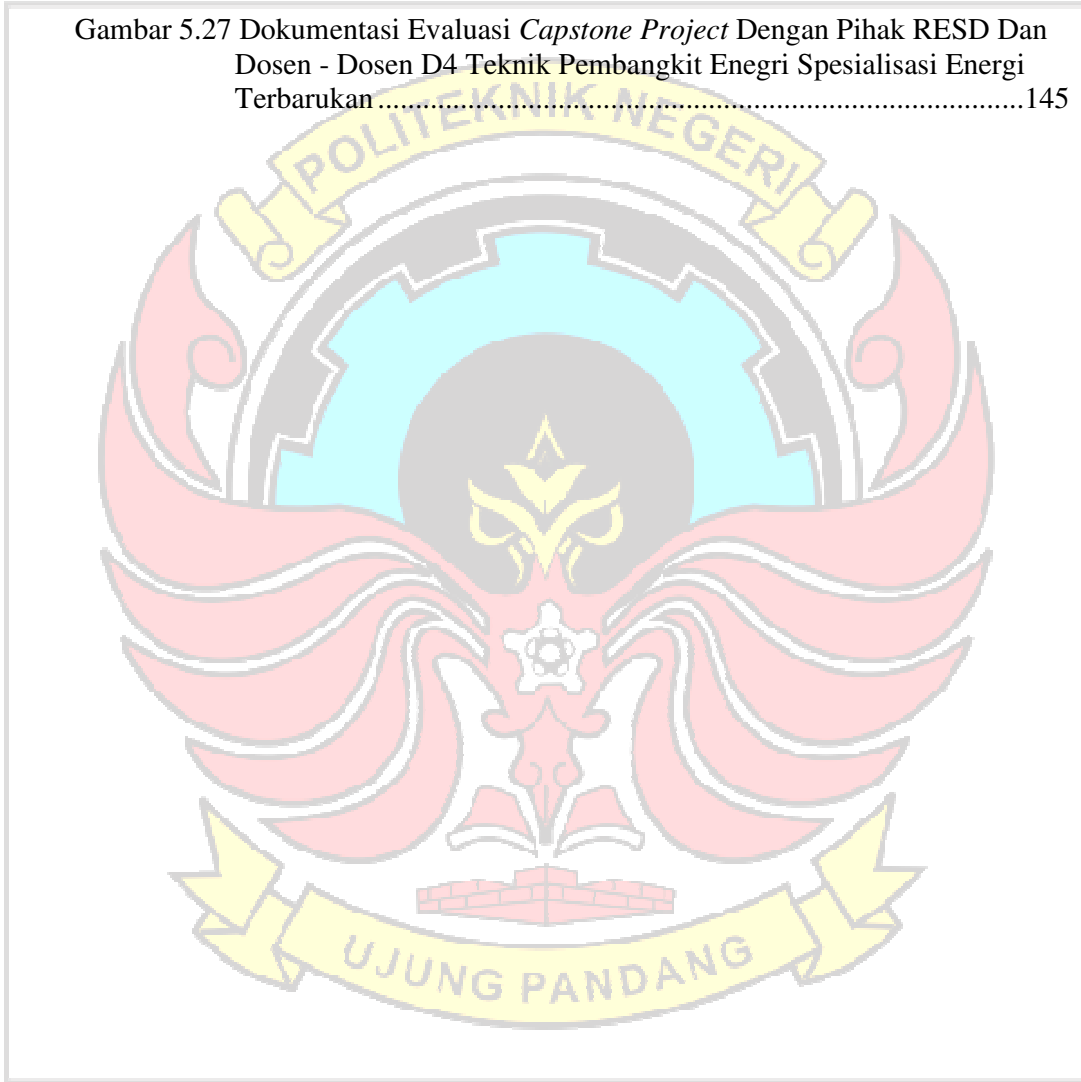 Gambar 5.27 Dokumentasi Evaluasi Capstone Project Dengan Pihak RESD Dan
Dosen - Dosen D4 Teknik Pembangkit Enegri Spesialisasi Energi
Terbarukan.............................................................................145
POLITEKNIK NEGERI
UJUNG PANDANG